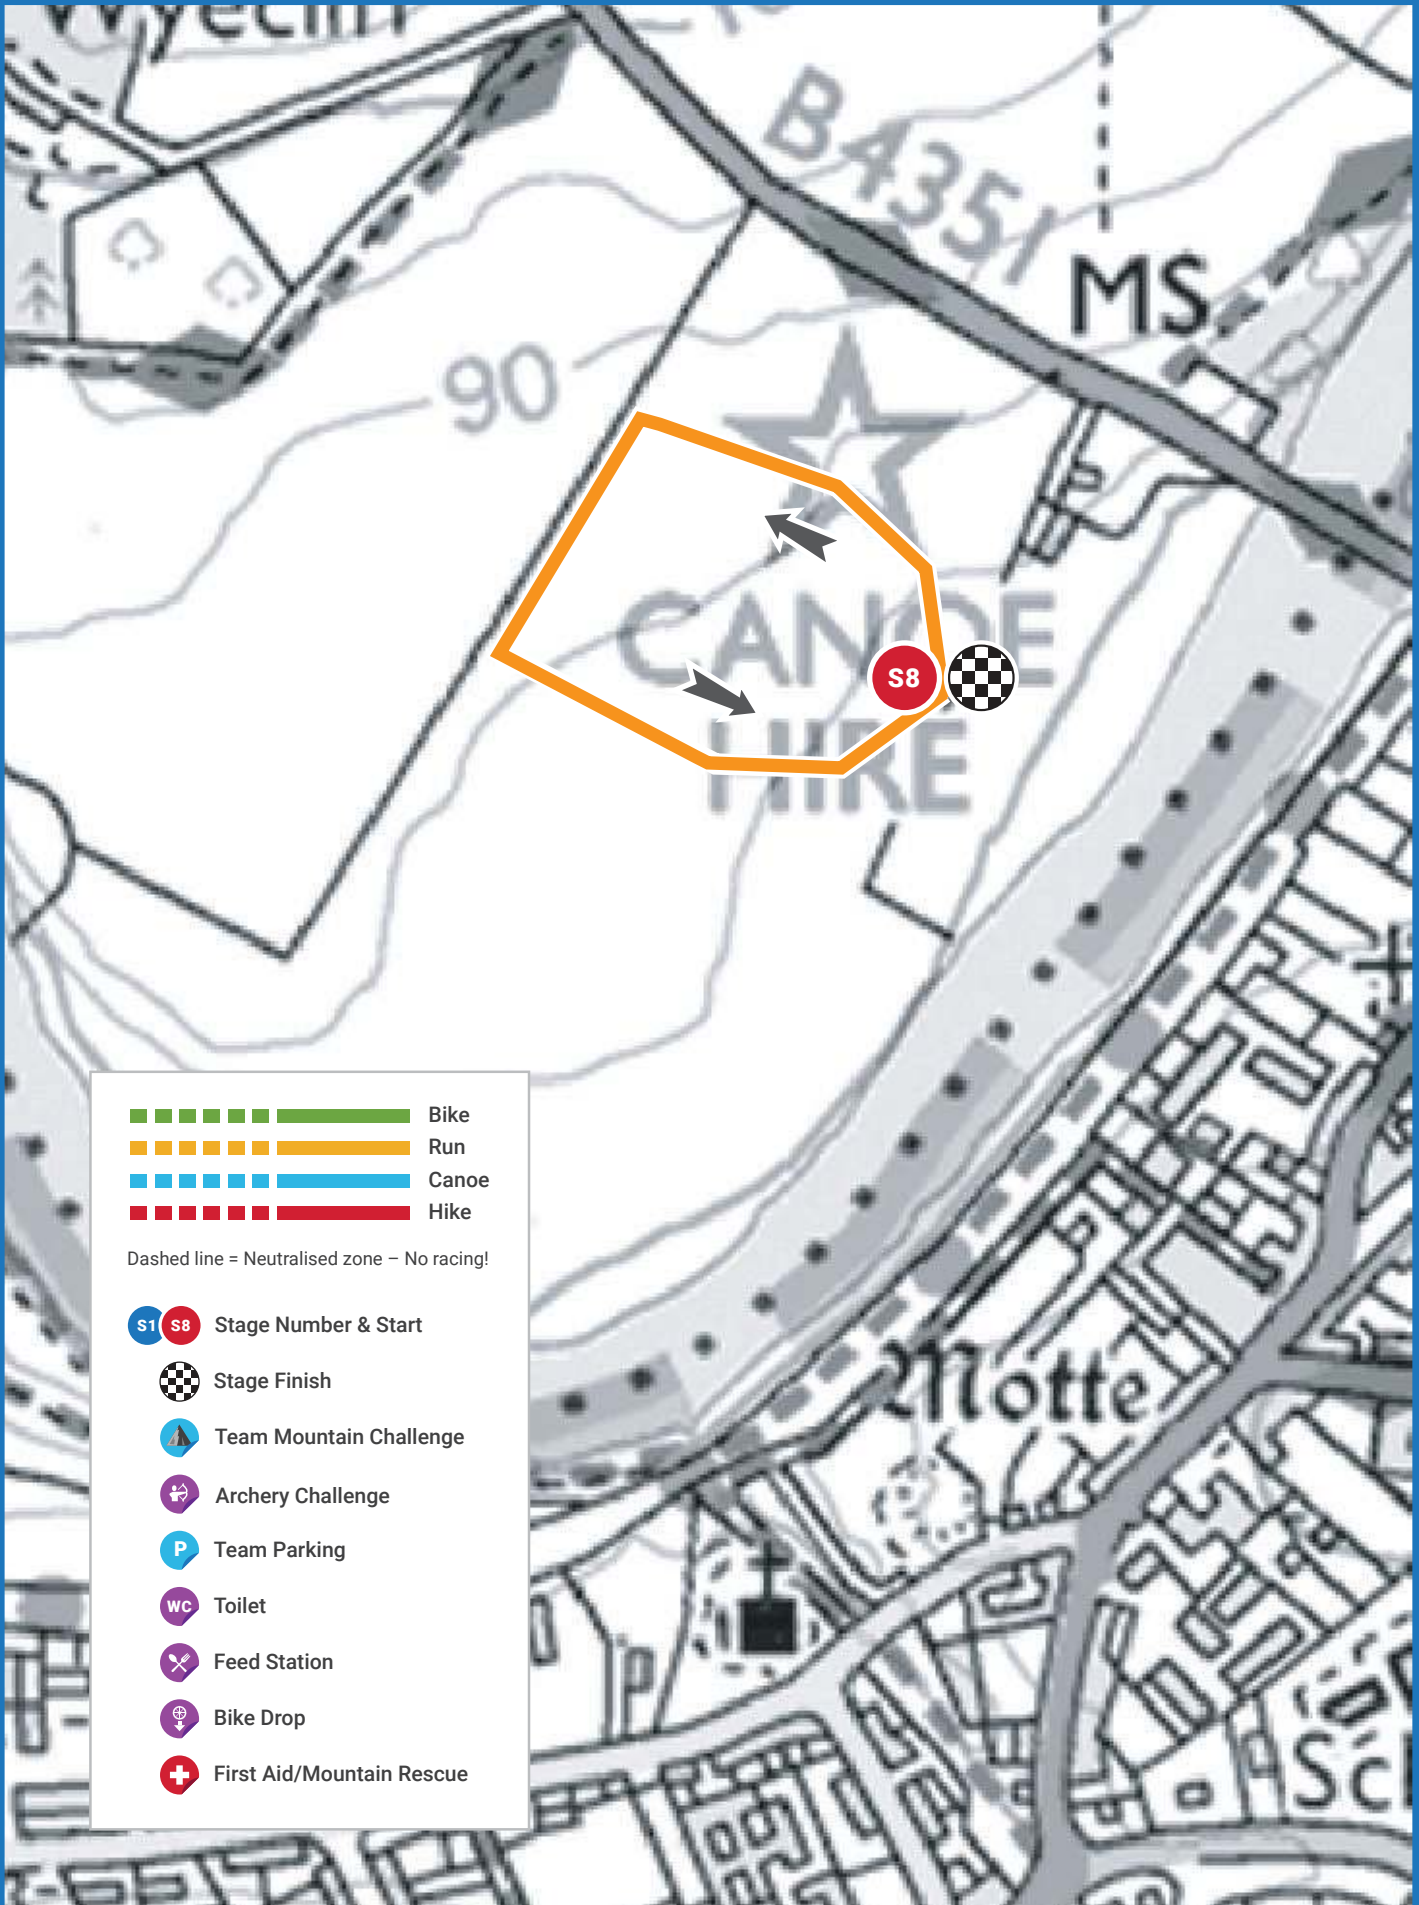 B4351
MS
90
CANOE
HIRE
S8
Bike
Run
Canoe
Hike
Dashed line = Neutralised zone – No racing!
S1 S8 Stage Number & Start
Stage Finish
Team Mountain Challenge
Archery Challenge
P Team Parking
WC Toilet
Feed Station
Bike Drop
First Aid/Mountain Rescue
Motte